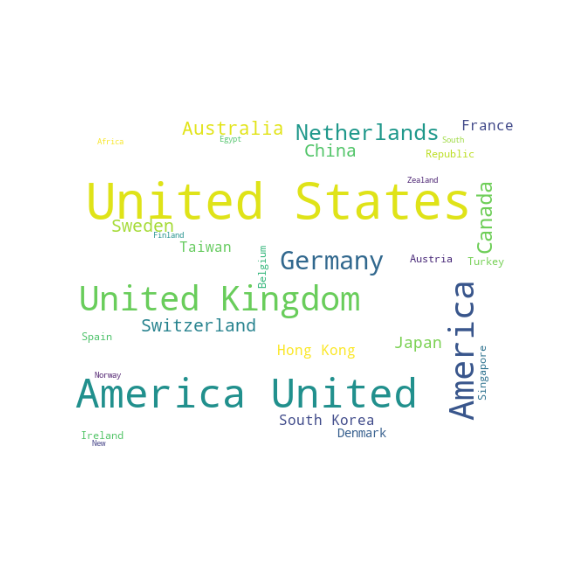 Australia
Netherlands
France
Africa
Egypt
China
South
Republic
United States
Zealand
Canada
Sweden
Finland
Taiwan
Belgium
Germany
Austria
Turkey
United Kingdom
America
Switzerland
Spain
Hong Kong
Japan
Singapore
Norway
America United
South Korea
Denmark
Ireland
New